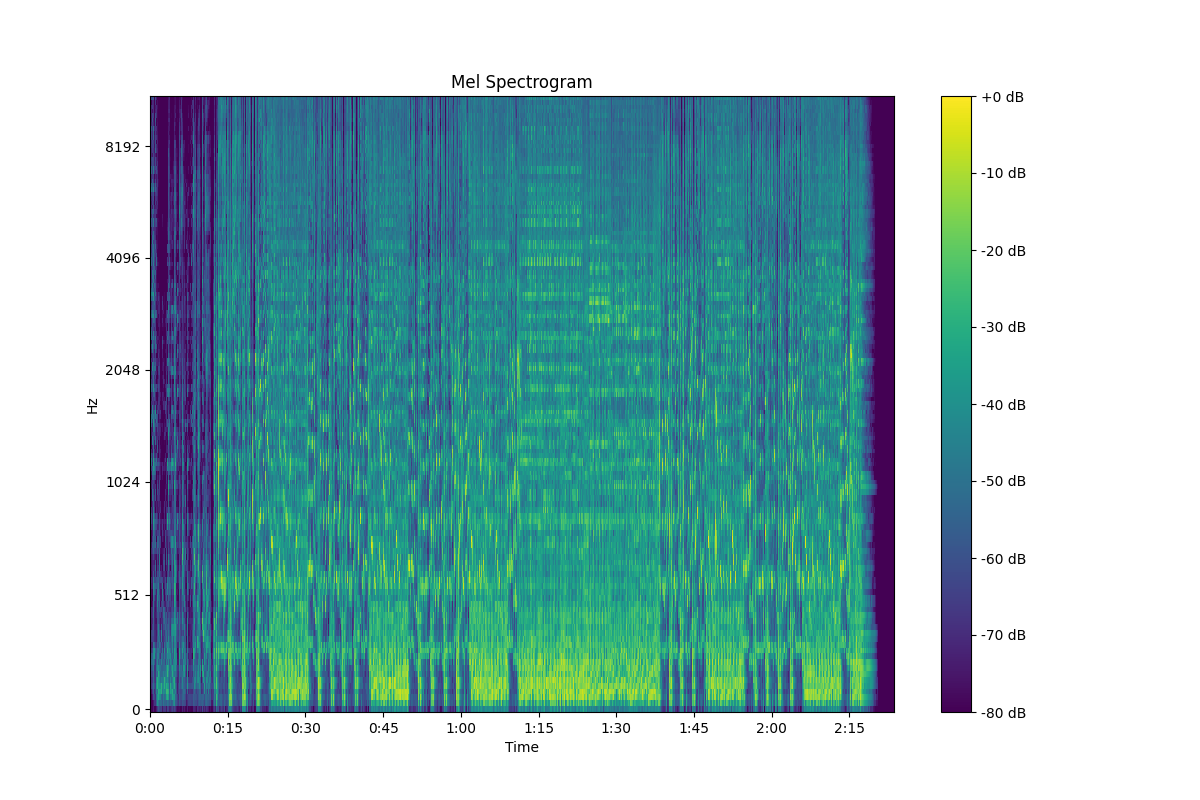 Mel Spectrogram
+0 dB
8192
-10 dB
-20 dB
4096
-30 dB
2048
Hz
-40 dB
1024
-50 dB
-60 dB
512
-70 dB
0
-80 dB
0:00 0:15 0:30 0:45 1:00 1:15 1:30 1:45 2:00 2:15
Time